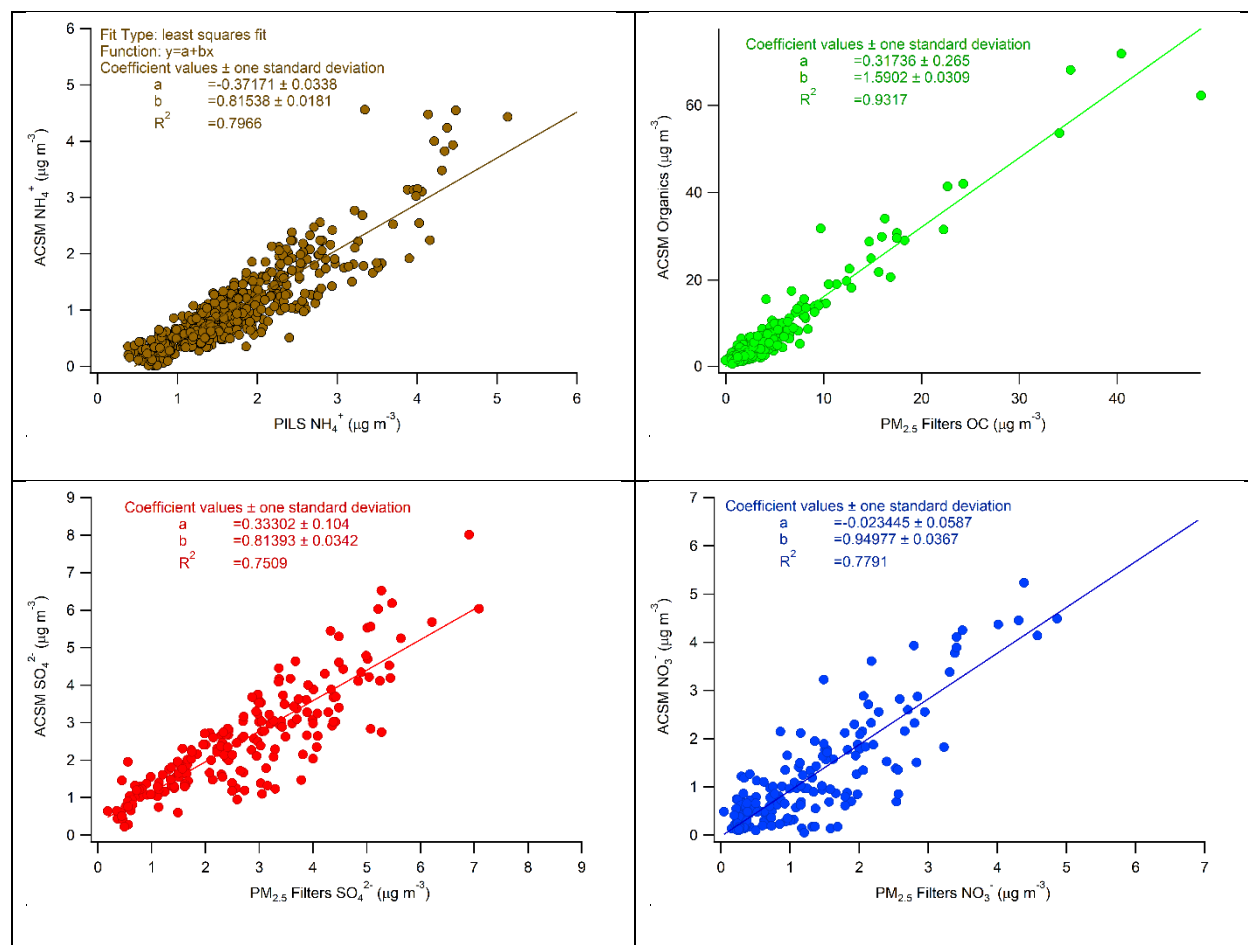 Fit Type: least squares fit
Function: y=a+bx
Coefficient values ± one standard deviation
a =-0.37171 ± 0.0338
b =0.81538 ± 0.0181
R² =0.7966
6
5
4
3
2
1
0
ACSM NH₄⁺ (µg m⁻³)
0 1 2 3 4 5 6
PILS NH₄⁺ (µg m⁻³)
Coefficient values ± one standard deviation
a =0.31736 ± 0.265
b =1.5902 ± 0.0309
R² =0.9317
60
40
20
0
ACSM Organics (µg m⁻³)
0 10 20 30 40
PM₂.₅ Filters OC (µg m⁻³)
Coefficient values ± one standard deviation
a =0.33302 ± 0.104
b =0.81393 ± 0.0342
R² =0.7509
9
8
7
6
5
4
3
2
1
0
ACSM SO₄²⁻ (µg m⁻³)
0 1 2 3 4 5 6 7 8 9
PM₂.₅ Filters SO₄²⁻ (µg m⁻³)
Coefficient values ± one standard deviation
a =-0.023445 ± 0.0587
b =0.94977 ± 0.0367
R² =0.7791
7
6
5
4
3
2
1
0
ACSM NO₃⁻ (µg m⁻³)
0 1 2 3 4 5 6 7
PM₂.₅ Filters NO₃⁻ (µg m⁻³)